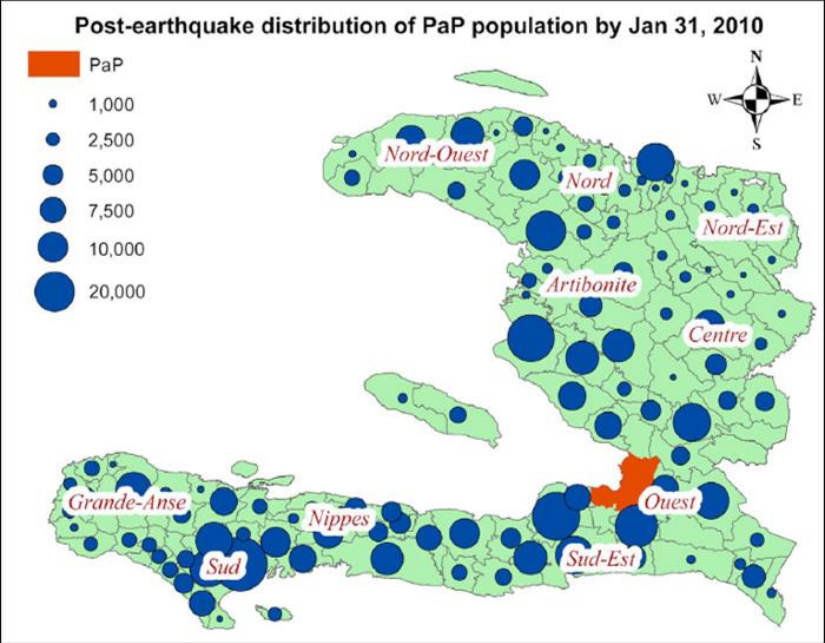 Post-earthquake distribution of PaP population by Jan 31, 2010
PaP
1,000
2,500
5,000
7,500
10,000
20,000
N
W E
S
Nord-Ouest
Nord
Nord-Est
Artibonite
Centre
Grande-Anse
Nippes
Ouest
Sud
Sud-Est